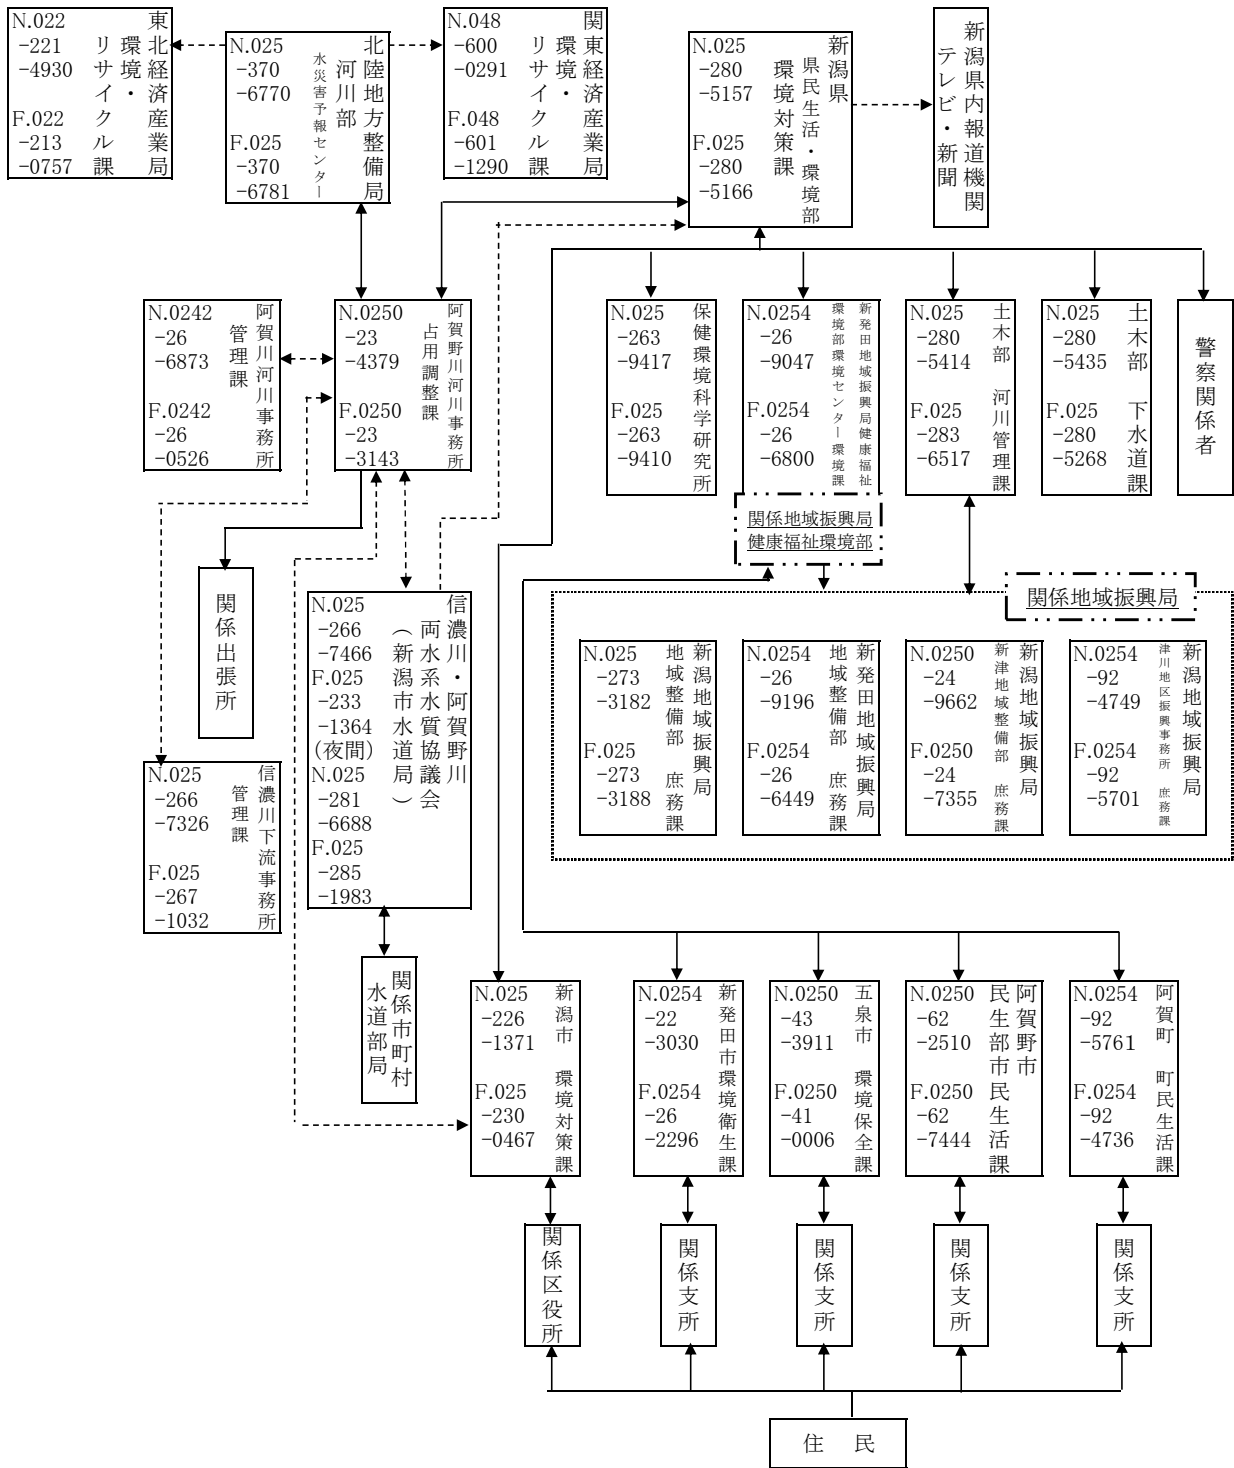 東北経済産業局
環境・
リサイクル課
N.022
-221
-4930
F.022
-213
-0757
北陸地方整備局
河川部
水災害予報センター
N.025
-370
-6770
F.025
-370
-6781
関東経済産業局
環境・
リサイクル課
N.048
-600
-0291
F.048
-601
-1290
新潟県
県民生活・環境部
環境対策課
N.025
-280
-5157
F.025
-280
-5166
新潟県内報道機関
テレビ・新聞
阿賀川河川事務所
管理課
N.0242
-26
-6873
F.0242
-26
-0526
阿賀野川河川事務所
占用調整課
N.0250
-23
-4379
F.0250
-23
-3143
保健環境科学研究所
N.025
-263
-9417
F.025
-263
-9410
新発田地域振興局健康福祉
環境部環境センター環境課
N.0254
-26
-9047
F.0254
-26
-6800
土木部 河川管理課
N.025
-280
-5414
F.025
-283
-6517
土木部 下水道課
N.025
-280
-5435
F.025
-280
-5268
警察関係者
関係地域振興局
健康福祉環境部
関係地域振興局
関係出張所
信濃川・阿賀野川
両水系水質協議会
（新潟市水道局）
N.025
-266
-7466
F.025
-233
-1364
(夜間)
N.025
-281
-6688
F.025
-285
-1983
新潟地域振興局
地域整備部 庶務課
N.025
-273
-3182
F.025
-273
-3188
新発田地域振興局
地域整備部 庶務課
N.0254
-26
-9196
F.0254
-26
-6449
新潟地域振興局
新津地域整備部 庶務課
N.0250
-24
-9662
F.0250
-24
-7355
新潟地域振興局
津川地区振興事務所 庶務課
N.0254
-92
-4749
F.0254
-92
-5701
信濃川下流事務所
管理課
N.025
-266
-7326
F.025
-267
-1032
関係市町村
水道部局
新潟市 環境対策課
N.025
-226
-1371
F.025
-230
-0467
新発田市環境衛生課
N.0254
-22
-3030
F.0254
-26
-2296
五泉市 環境保全課
N.0250
-43
-3911
F.0250
-41
-0006
阿賀野市
民生部市民生活課
N.0250
-62
-2510
F.0250
-62
-7444
阿賀町 町民生活課
N.0254
-92
-5761
F.0254
-92
-4736
関係区役所
関係支所
関係支所
関係支所
関係支所
住 民